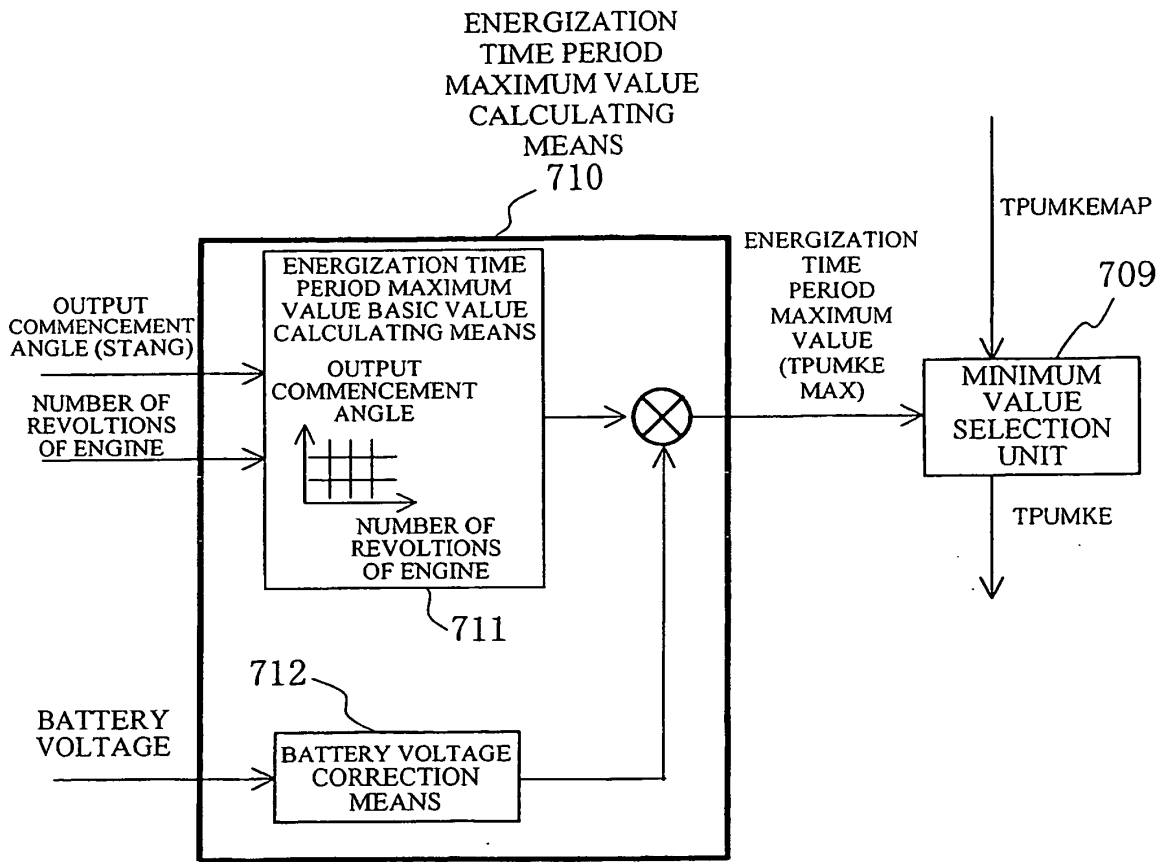 ENERGIZATION
TIME PERIOD
MAXIMUM VALUE
CALCULATING
MEANS
710
TPUMKEMAP
ENERGIZATION
TIME
PERIOD
MAXIMUM
VALUE
(TPUMKE
MAX)
709
ENERGIZATION TIME
PERIOD MAXIMUM
VALUE BASIC VALUE
CALCULATING MEANS
OUTPUT
COMMENCEMENT
ANGLE (STANG)
OUTPUT
COMMENCEMENT
ANGLE
MINIMUM
VALUE
SELECTION
UNIT
NUMBER OF
REVOLTIONS
OF ENGINE
NUMBER OF
REVOLTIONS
OF ENGINE
TPUMKE
711
712
BATTERY
VOLTAGE
BATTERY VOLTAGE
CORRECTION
MEANS